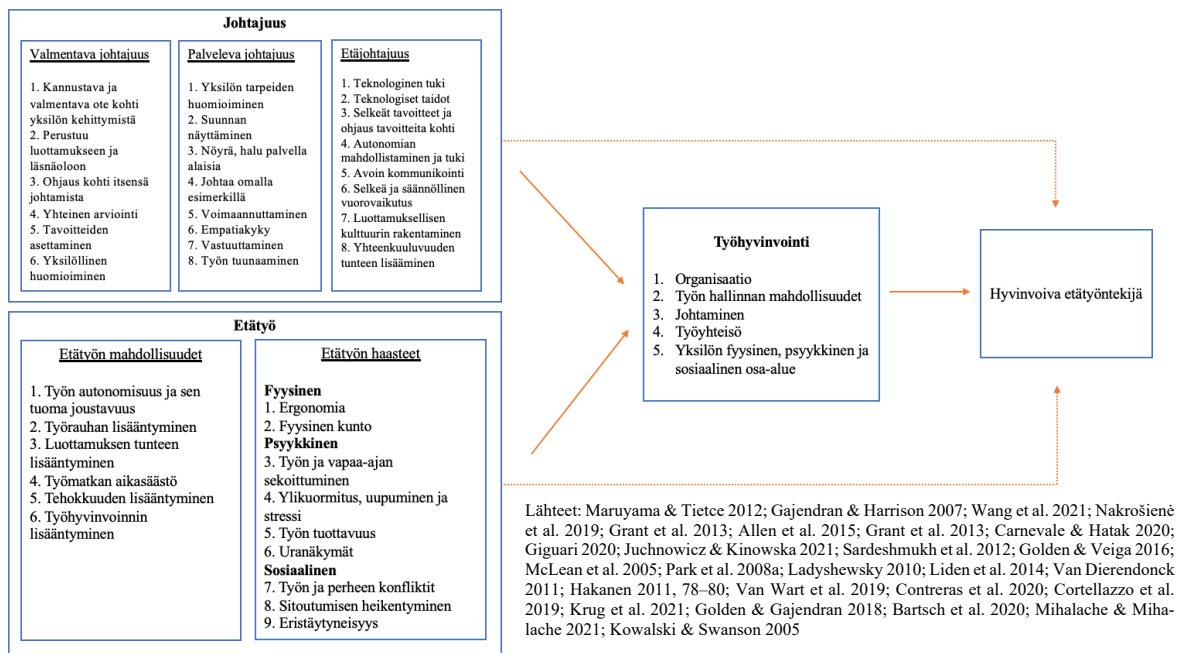 Johtajuus
Valmentava johtajuus
1. Kannustava ja
valmentava ote kohti
yksilön kehittymistä
2. Perustuu
luottamukseen ja
läsnäoloon
3. Ohjaus kohti itsensä
johtamista
4. Yhteinen arviointi
5. Tavoitteiden
asettaminen
6. Yksilöllinen
huomioiminen
Palveleva johtajuus
1. Yksilön tarpeiden
huomioiminen
2. Suunnan
näyttäminen
3. Nöyrä, halu palvella
alaisia
4. Johtaa omalla
esimerkillä
5. Voimaannuttaminen
6. Empatiakyky
7. Vastuuttaminen
8. Työn tuunaaminen
Etäjohtajuus
1. Teknologinen tuki
2. Teknologiset taidot
3. Selkeät tavoitteet ja
ohjaus tavoitteita kohti
4. Autonomian
mahdollistaminen ja tuki
5. Avoin kommunikointi
6. Selkeä ja säännöllinen
vuorovaikutus
7. Luottamuksellisen
kulttuurin rakentaminen
8. Yhteenkuuluvuuden
tunteen lisääminen
Etätyö
Etätyön mahdollisuudet
1. Työn autonomisuus ja sen
tuoma joustavuus
2. Työrauhan lisääntyminen
3. Luottamuksen tunteen
lisääntyminen
4. Työmatkan aikasäästö
5. Tehokkuuden lisääntyminen
6. Työhyvinvoinnin
lisääntyminen
Etätyön haasteet
Fyysinen
1. Ergonomia
2. Fyysinen kunto
Psyykkinen
3. Työn ja vapaa-ajan
sekoittuminen
4. Ylikuormitus, uupuminen ja
stressi
5. Työn tuottavuus
6. Uranäkymät
Sosiaalinen
7. Työn ja perheen konfliktit
8. Sitoutumisen heikentyminen
9. Eristäytyneisyys
Työhyvinvointi
1. Organisaatio
2. Työn hallinnan mahdollisuudet
3. Johtaminen
4. Työyhteisö
5. Yksilön fyysinen, psyykkinen ja
sosiaalinen osa-alue
Hyvinvoiva etätyöntekijä
Lähteet: Maruyama & Tietce 2012; Gajendran & Harrison 2007; Wang et al. 2021; Nakrošienė
et al. 2019; Grant et al. 2013; Allen et al. 2015; Grant et al. 2013; Carnevale & Hatak 2020;
Giguari 2020; Juchnowicz & Kinowska 2021; Sardeshmukh et al. 2012; Golden & Veiga 2016;
McLean et al. 2005; Park et al. 2008a; Ladyshewsky 2010; Liden et al. 2014; Van Dierendonck
2011; Hakanen 2011, 78–80; Van Wart et al. 2019; Contreras et al. 2020; Cortellazzo et al.
2019; Krug et al. 2021; Golden & Gajendran 2018; Bartsch et al. 2020; Mihalache & Miha-
lache 2021; Kowalski & Swanson 2005